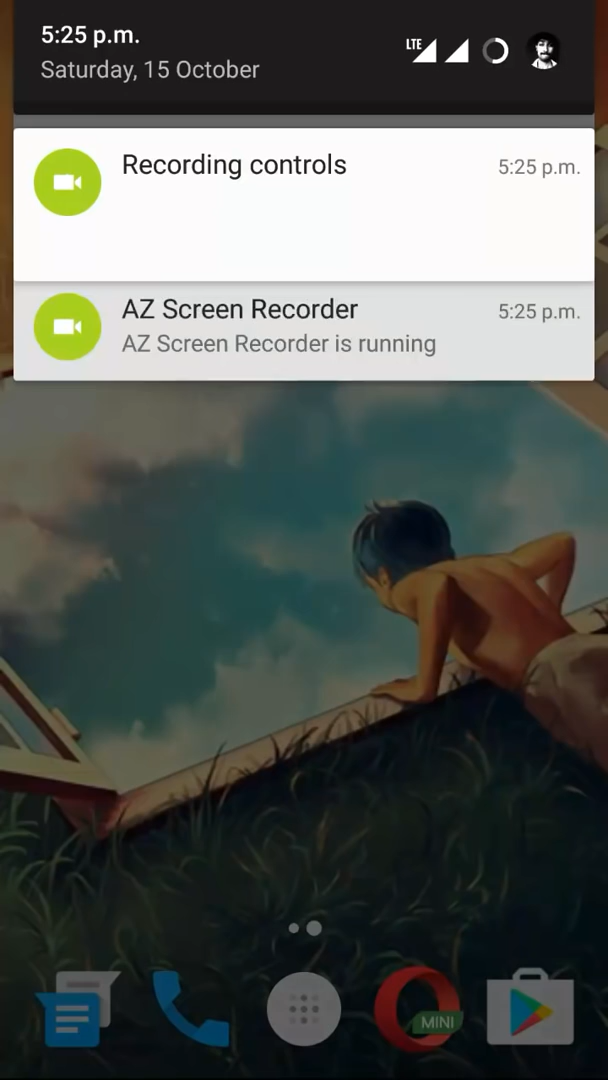 5:25 p.m.
Saturday, 15 October
LTE
Recording controls
5:25 p.m.
AZ Screen Recorder
5:25 p.m.
AZ Screen Recorder is running
MINI